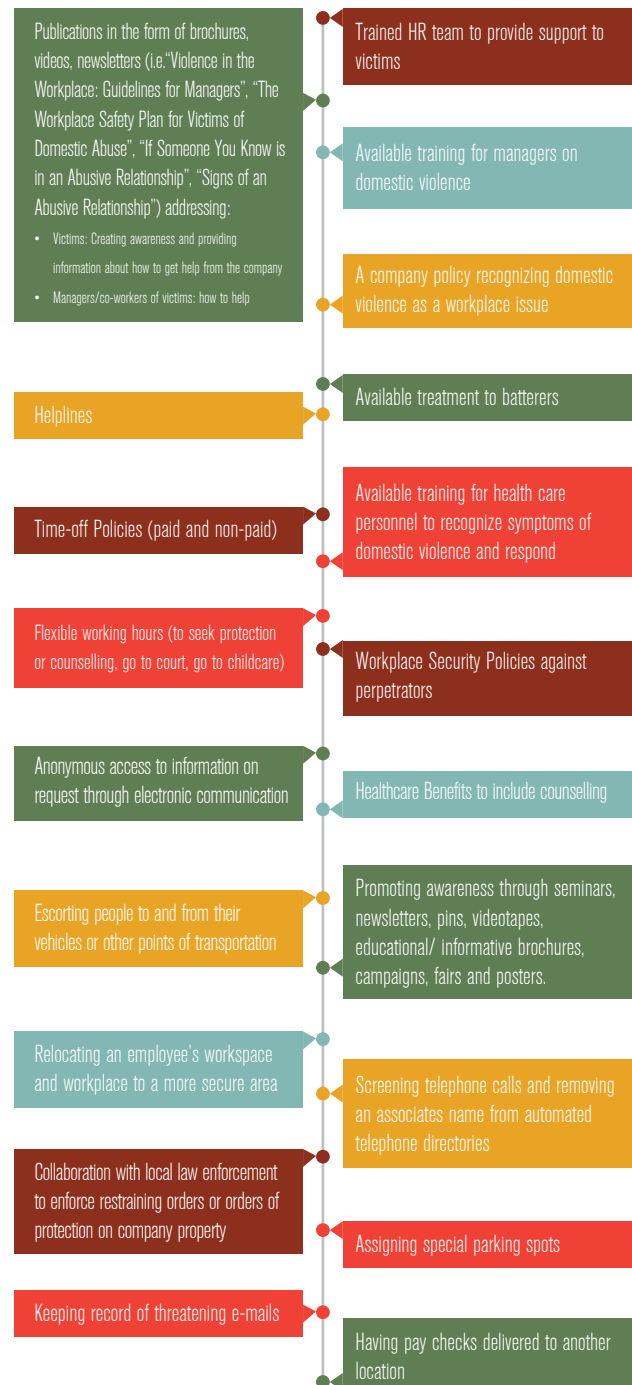 Publications in the form of brochures,
videos, newsletters (i.e.“Violence in the
Workplace: Guidelines for Managers”, “The
Workplace Safety Plan for Victims of
Domestic Abuse”, “If Someone You Know is
in an Abusive Relationship”, “Signs of an
Abusive Relationship”) addressing:
• Victims: Creating awareness and providing
information about how to get help from the company
• Managers/co-workers of victims: how to help
Trained HR team to provide support to
victims
Available training for managers on
domestic violence
A company policy recognizing domestic
violence as a workplace issue
Available treatment to batterers
Helplines
Available training for health care
personnel to recognize symptoms of
domestic violence and respond
Time-off Policies (paid and non-paid)
Flexible working hours (to seek protection
or counselling, go to court, go to childcare)
Workplace Security Policies against
perpetrators
Anonymous access to information on
request through electronic communication
Healthcare Benefits to include counselling
Escorting people to and from their
vehicles or other points of transportation
Promoting awareness through seminars,
newsletters, pins, videotapes,
educational/ informative brochures,
campaigns, fairs and posters.
Relocating an employee’s workspace
and workplace to a more secure area
Screening telephone calls and removing
an associates name from automated
telephone directories
Collaboration with local law enforcement
to enforce restraining orders or orders of
protection on company property
Assigning special parking spots
Keeping record of threatening e-mails
Having pay checks delivered to another
location